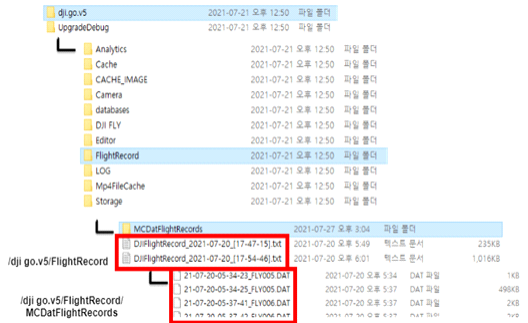 dji.go.v5 2021-07-21 오후 12:50 파일 폴더
UpgradeDebug 2021-07-21 오후 12:50 파일 폴더
Analytics 2021-07-21 오후 12:50 파일 폴더
Cache 2021-07-21 오후 12:50 파일 폴더
CACHE_IMAGE 2021-07-21 오후 12:50 파일 폴더
Camera 2021-07-21 오후 12:50 파일 폴더
databases 2021-07-21 오후 12:50 파일 폴더
DJI FLY 2021-07-21 오후 12:50 파일 폴더
Editor 2021-07-21 오후 12:50 파일 폴더
FlightRecord 2021-07-21 오후 12:50 파일 폴더
LOG 2021-07-21 오후 12:50 파일 폴더
Mp4FileCache 2021-07-21 오후 12:50 파일 폴더
Storage 2021-07-21 오후 12:50 파일 폴더
MCDatFlightRecords 2021-07-27 오후 3:04 파일 폴더
DJIFlightRecord_2021-07-20_[17-47-15].txt 2021-07-20 오후 5:49 텍스트 문서 235KB
DJIFlightRecord_2021-07-20_[17-54-46].txt 2021-07-20 오후 6:01 텍스트 문서 1,016KB
/dji go.v5/FlightRecord
21-07-20-05-34-23_FLY005.DAT 2021-07-20 오후 5:34 DAT 파일 1KB
21-07-20-05-34-25_FLY005.DAT 2021-07-20 오후 5:37 DAT 파일 498KB
21-07-20-05-37-41_FLY006.DAT 2021-07-20 오후 5:37 DAT 파일 1KB
21-07-20-05-37-42_FLY006.DAT
/dji go.v5/FlightRecord/
MCDatFlightRecords